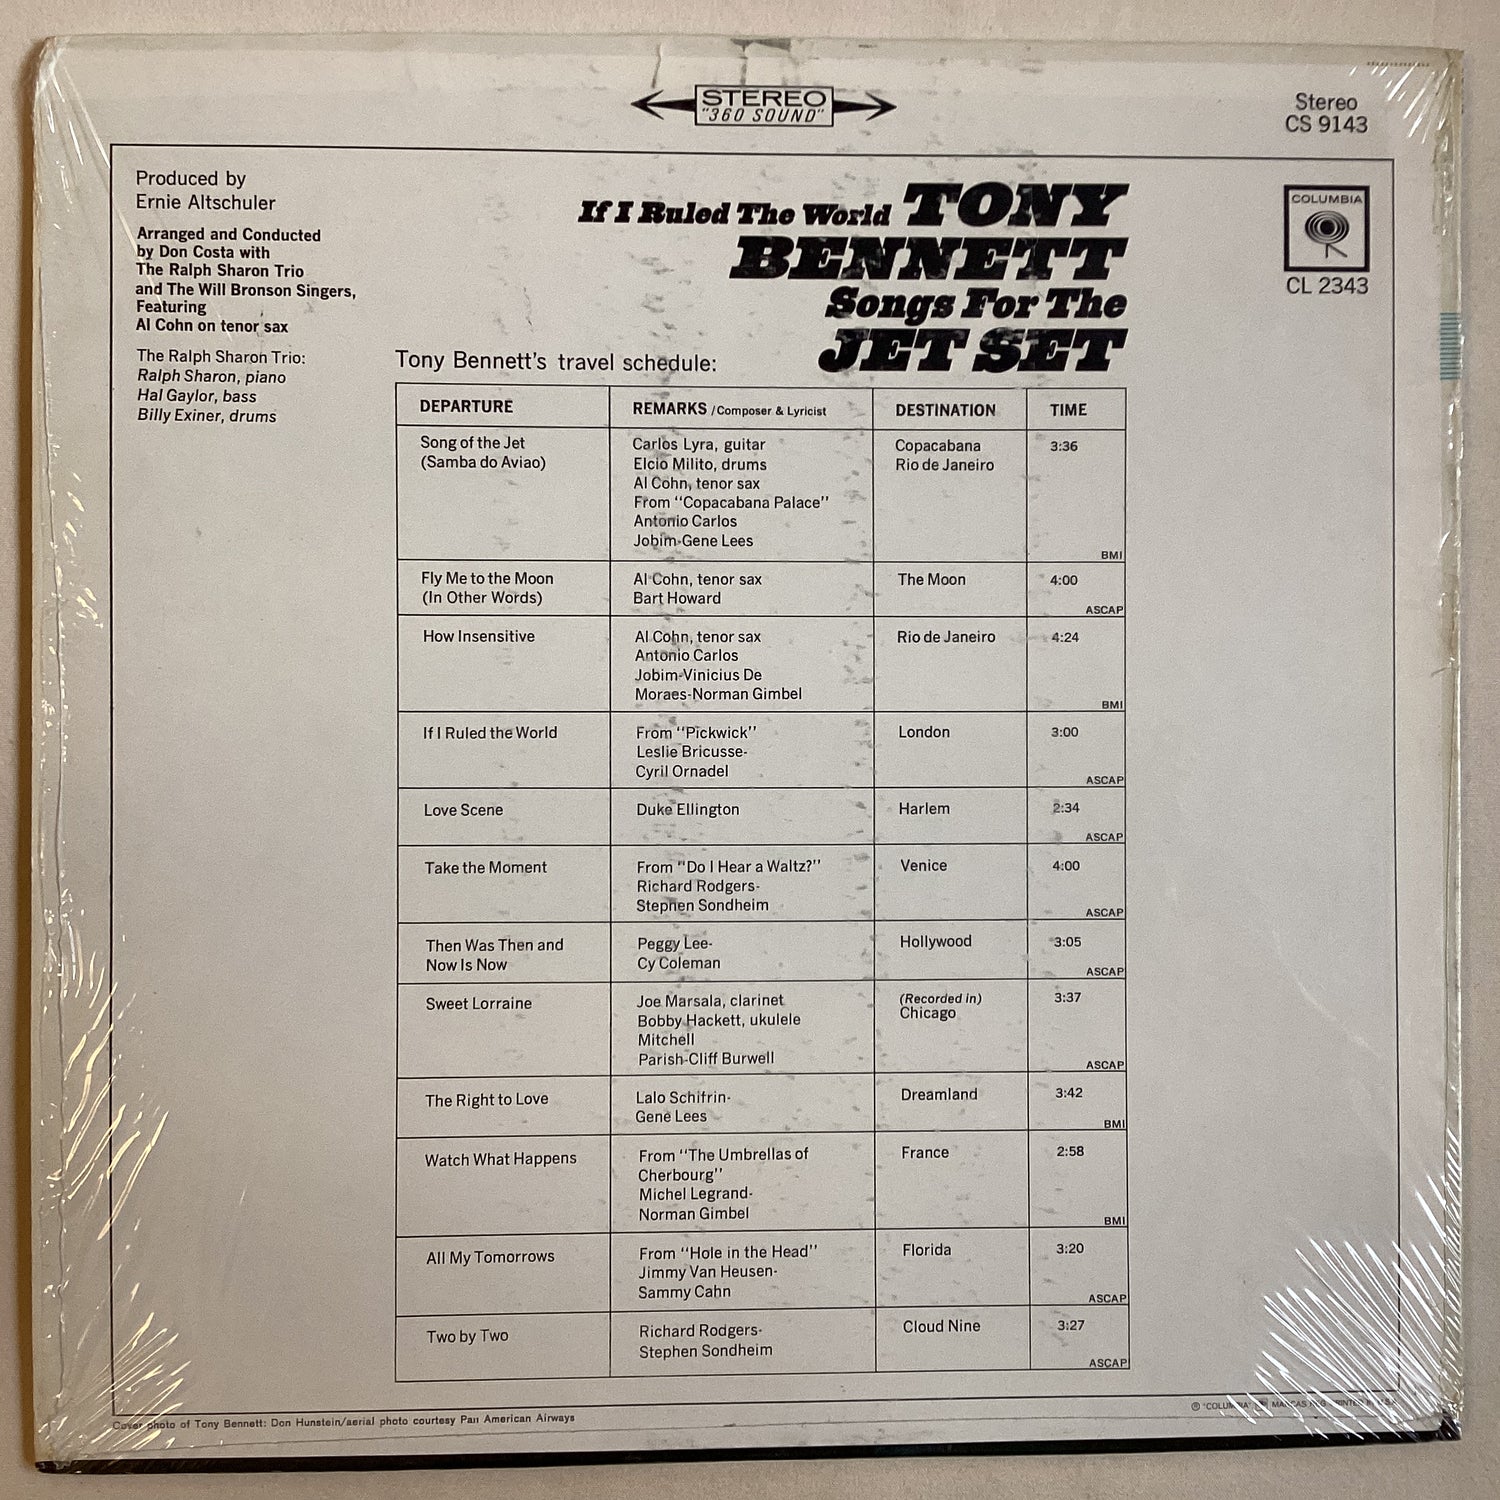 STEREO
"360 SOUND"
Stereo
CS 9143
Produced by
Ernie Altschuler
Arranged and Conducted
by Don Costa with
The Ralph Sharon Trio
and The Will Bronson Singers,
Featuring
Al Cohn on tenor sax
The Ralph Sharon Trio:
Ralph Sharon, piano
Hal Gaylor, bass
Billy Exiner, drums
If I Ruled The World TONY
BENNETT
Songs For The
JET SET
COLUMBIA
CL 2343
Tony Bennett's travel schedule:
DEPARTURE REMARKS /Composer & Lyricist DESTINATION TIME
Song of the Jet Carlos Lyra, guitar Copacabana 3:36
(Samba do Aviao) Elcio Milito, drums Rio de Janeiro
Al Cohn, tenor sax
From "Copacabana Palace"
Antonio Carlos
Jobim-Gene Lees
BMI
Fly Me to the Moon Al Cohn, tenor sax The Moon 4:00
(In Other Words) Bart Howard
ASCAP
How Insensitive Al Cohn, tenor sax Rio de Janeiro 4:24
Antonio Carlos
Jobim-Vinicius De
Moraes-Norman Gimbel
BMI
If I Ruled the World From "Pickwick" London 3:00
Leslie Bricusse-
Cyril Ornadel
ASCAP
Love Scene Duke Ellington Harlem 2:34
ASCAP
Take the Moment From "Do I Hear a Waltz?" Venice 4:00
Richard Rodgers-
Stephen Sondheim
ASCAP
Then Was Then and Peggy Lee- Hollywood 3:05
Now Is Now Cy Coleman
ASCAP
Sweet Lorraine Joe Marsala, clarinet (Recorded in) 3:37
Bobby Hackett, ukulele Chicago
Mitchell
Parish-Cliff Burwell
ASCAP
The Right to Love Lalo Schifrin- Dreamland 3:42
Gene Lees
BMI
Watch What Happens From "The Umbrellas of France 2:58
Cherbourg"
Michel Legrand-
Norman Gimbel
BMI
All My Tomorrows From "Hole in the Head" Florida 3:20
Jimmy Van Heusen-
Sammy Cahn
ASCAP
Two by Two Richard Rodgers- Cloud Nine 3:27
Stephen Sondheim
ASCAP
Cover photo of Tony Bennett: Don Hunstein/aerial photo courtesy Pan American Airways
® "COLUMBIA" MARCAS REG. PRINTED IN U.S.A.